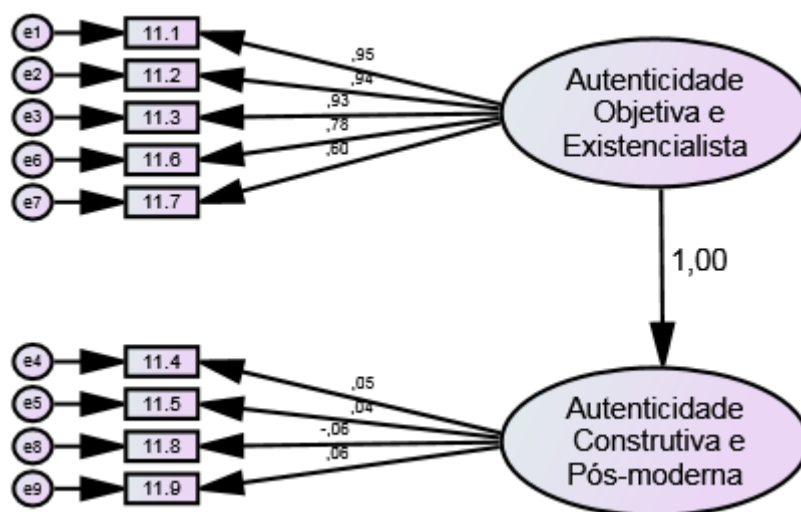 e1 11.1
,95
e2 11.2
,94
e3 11.3
,93
e6 11.6
,78
e7 11.7
,60
Autenticidade
Objetiva e
Existencialista
1,00
e4 11.4
,05
e5 11.5
,04
e8 11.8
-,06
e9 11.9
,06
Autenticidade
Construtiva e
Pós-moderna